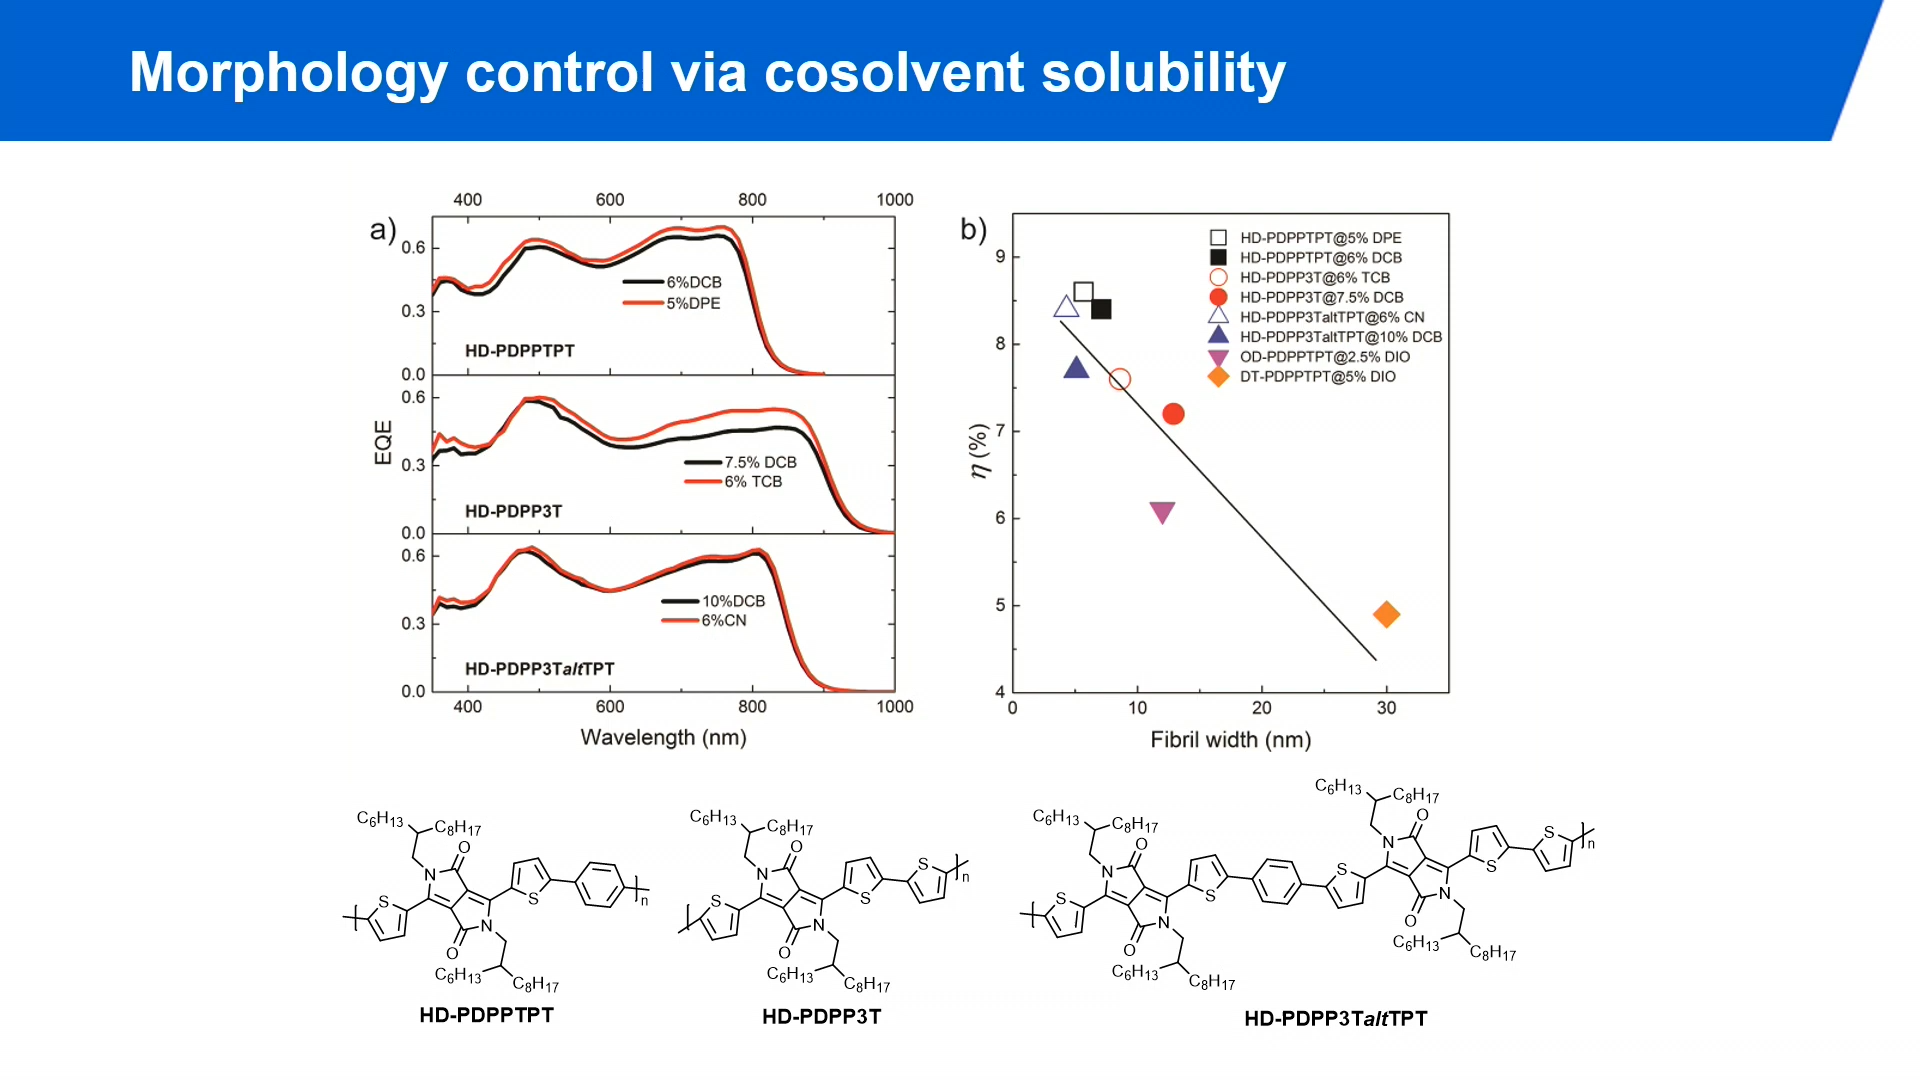 Morphology control via cosolvent solubility
a)
400 600 800 1000
0.6
0.3
0.0
6%DCB
5%DPE
HD-PDPPTPT
0.6
0.3
0.0
7.5% DCB
6% TCB
HD-PDPP3T
0.6
0.3
0.0
10%DCB
6%CN
HD-PDPP3TaltTPT
400 600 800 1000
EQE
Wavelength (nm)
b)
9
8
7
6
5
4
η (%)
HD-PDPPTPT@5% DPE
HD-PDPPTPT@6% DCB
HD-PDPP3T@6% TCB
HD-PDPP3T@7.5% DCB
HD-PDPP3TaltTPT@6% CN
HD-PDPP3TaltTPT@10% DCB
OD-PDPPTPT@2.5% DIO
DT-PDPPTPT@5% DIO
0 10 20 30
Fibril width (nm)
C6H13
C8H17
O
N
S
S
n
N
O
C6H13
C8H17
HD-PDPPTPT
C6H13
C8H17
O
N
S
S
S
n
N
O
C6H13
C8H17
HD-PDPP3T
C6H13
C8H17
O
N
S
S
N
O
C6H13
C8H17
S
C6H13
C8H17
O
N
S
S
n
N
O
C6H13
C8H17
HD-PDPP3TaltTPT